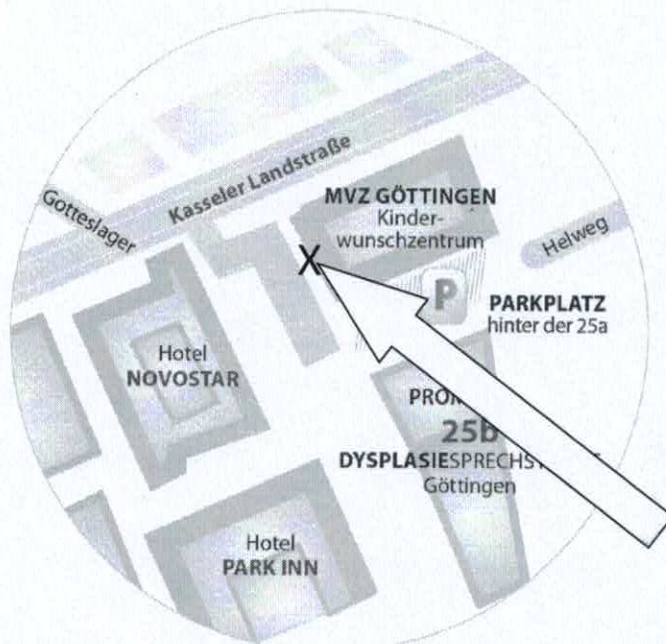 Kasseler Landstraße
Gotteslager
MVZ GÖTTINGEN
Kinder-
wunschzentrum
Helweg
X
P
PARKPLATZ
hinter der 25a
Hotel
NOVOSTAR
25b
Göttingen
Hotel
PARK INN